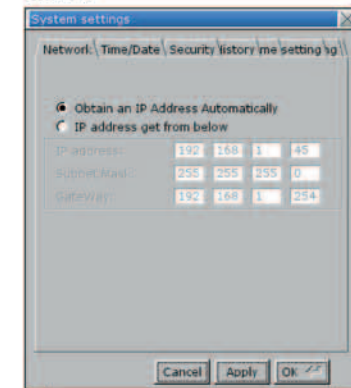 System settings
Network Time/Date Security listory me setting
Obtain an IP Address Automatically
IP address get from below
IP address: 192 168 1 45
Subnet Mask: 255 255 255 0
GateWay: 192 168 1 254
Cancel Apply OK